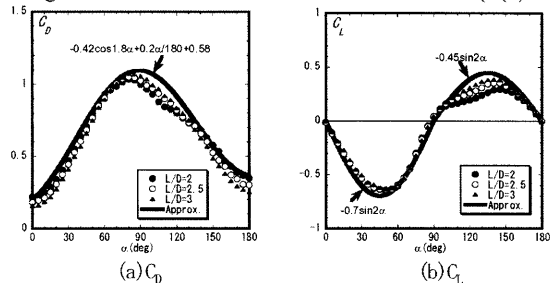 1.5
C_D
-0.42cos1.8α+0.2α/180+0.58
1
0.5
L/D=2
L/D=2.5
L/D=3
Approx.
0
0 30 60 90 120 150 180
α(deg)
(a)C_D
1
C_L
-0.45sin2α
0.5
0
-0.5
L/D=2
L/D=2.5
L/D=3
Approx.
-0.7sin2α
-1
0 30 60 90 120 150 180
α(deg)
(b)C_L